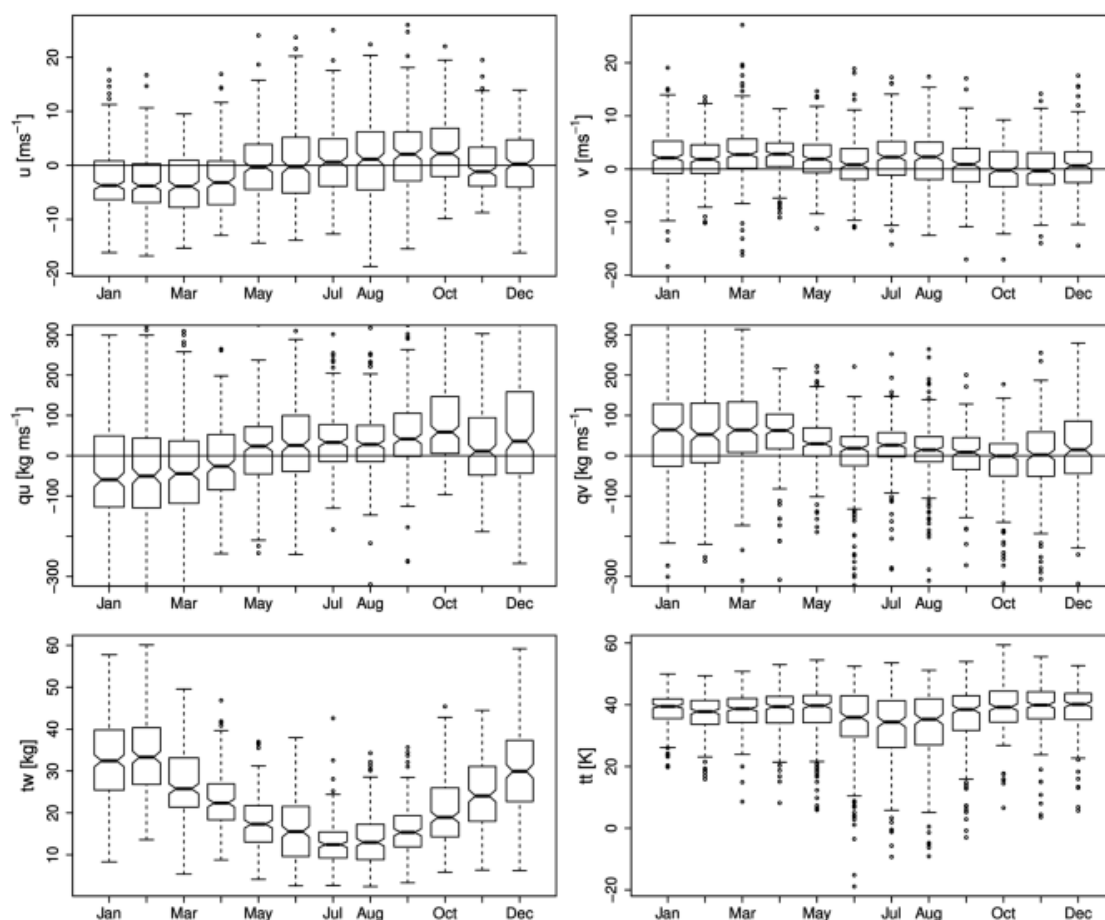 u [ms⁻¹]
20
10
0
−10
−20
Jan Mar May Jul Aug Oct Dec
v [ms⁻¹]
20
10
0
−10
−20
Jan Mar May Jul Aug Oct Dec
qu [kg ms⁻¹]
300
100
0
−100
−300
Jan Mar May Jul Aug Oct Dec
qv [kg ms⁻¹]
300
100
0
−100
−300
Jan Mar May Jul Aug Oct Dec
tw [kg]
60
50
40
30
20
10
Jan Mar May Jul Aug Oct Dec
tt [K]
60
40
20
0
−20
Jan Mar May Jul Aug Oct Dec